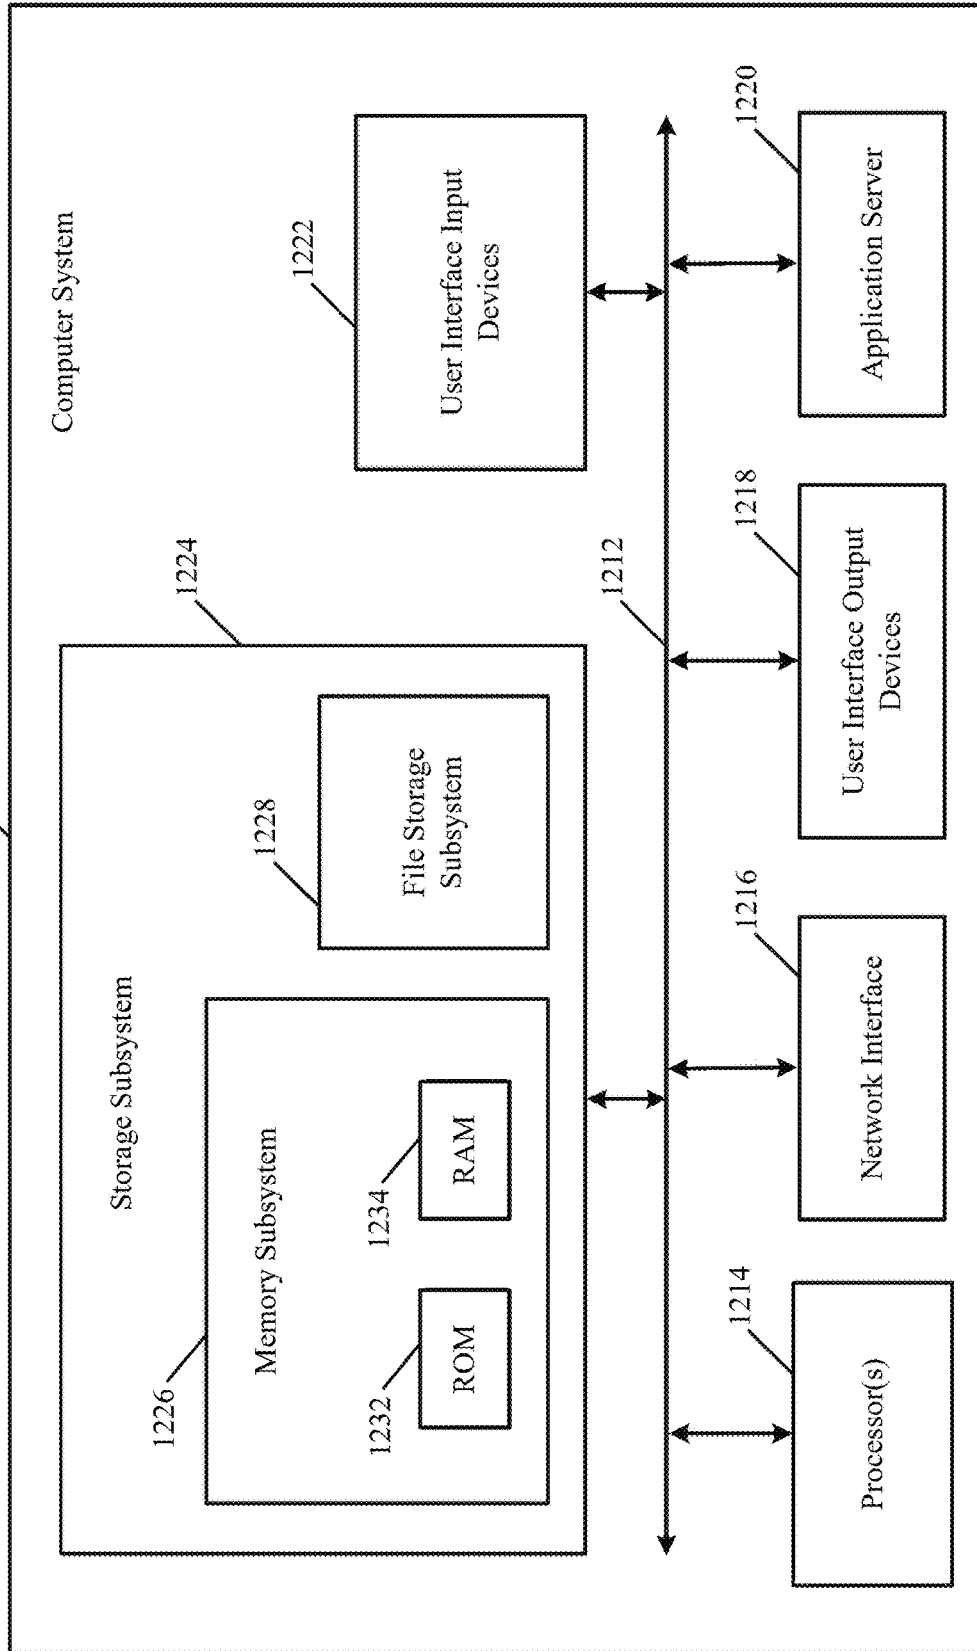 Computer System
Storage Subsystem
1224
1226
Memory Subsystem
1228
File Storage
Subsystem
1222
User Interface Input
Devices
1232
ROM
1234
RAM
1212
1214
Processor(s)
1216
Network Interface
1218
User Interface Output
Devices
1220
Application Server